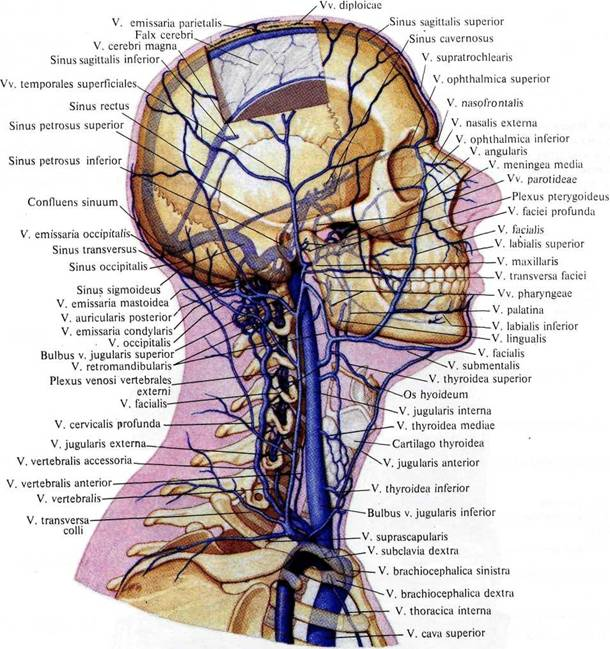 Vv. diploicae
V. emissaria parietalis
Falx cerebri
V. cerebri magna
Sinus sagittalis inferior
Vv. temporales superficiales
Sinus rectus
Sinus petrosus superior
Sinus petrosus inferior
Confluens sinuum
V. emissaria occipitalis
Sinus transversus
Sinus occipitalis
Sinus sigmoideus
V. emissaria mastoidea
V. auricularis posterior
V. emissaria condylaris
V. occipitalis
Bulbus v. jugularis superior
V. retromandibularis
Plexus venosi vertebrales
externi
V. facialis
V. cervicalis profunda
V. jugularis externa
V. vertebralis accessoria
V. vertebralis anterior
V. vertebralis
V. transversa
colli
Sinus sagittalis superior
Sinus cavernosus
V. supratrochlearis
V. ophthalmica superior
V. nasofrontalis
V. nasalis externa
V. ophthalmica inferior
V. angularis
V. meningea media
Vv. parotideae
Plexus pterygoideus
V. faciei profunda
V. facialis
V. labialis superior
V. maxillaris
V. transversa faciei
Vv. pharyngeae
V. palatina
V. labialis inferior
V. lingualis
V. facialis
V. submentalis
V. thyroidea superior
Os hyoideum
V. jugularis interna
V. thyroidea mediae
Cartilago thyroidea
V. jugularis anterior
V. thyroidea inferior
Bulbus v. jugularis inferior
V. suprascapularis
V. subclavia dextra
V. brachiocephalica sinistra
V. brachiocephalica dextra
V. thoracica interna
V. cava superior